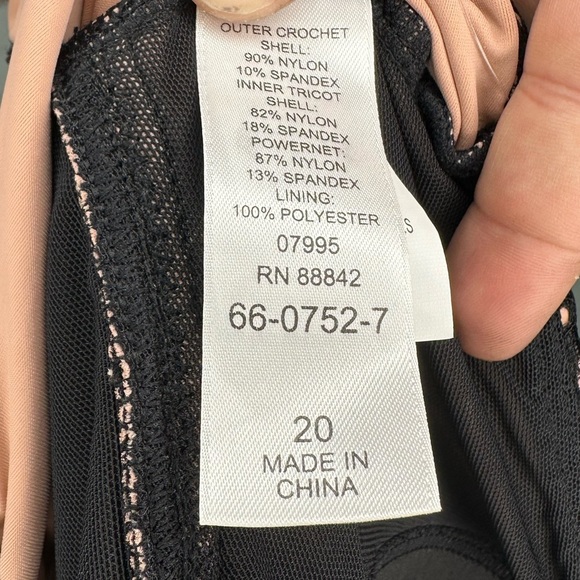 OUTER CROCHET
SHELL:
90% NYLON
10% SPANDEX
INNER TRICOT
SHELL:
82% NYLON
18% SPANDEX
POWERNET:
87% NYLON
13% SPANDEX
LINING:
100% POLYESTER
07995
RN 88842
66-0752-7
20
MADE IN
CHINA
S